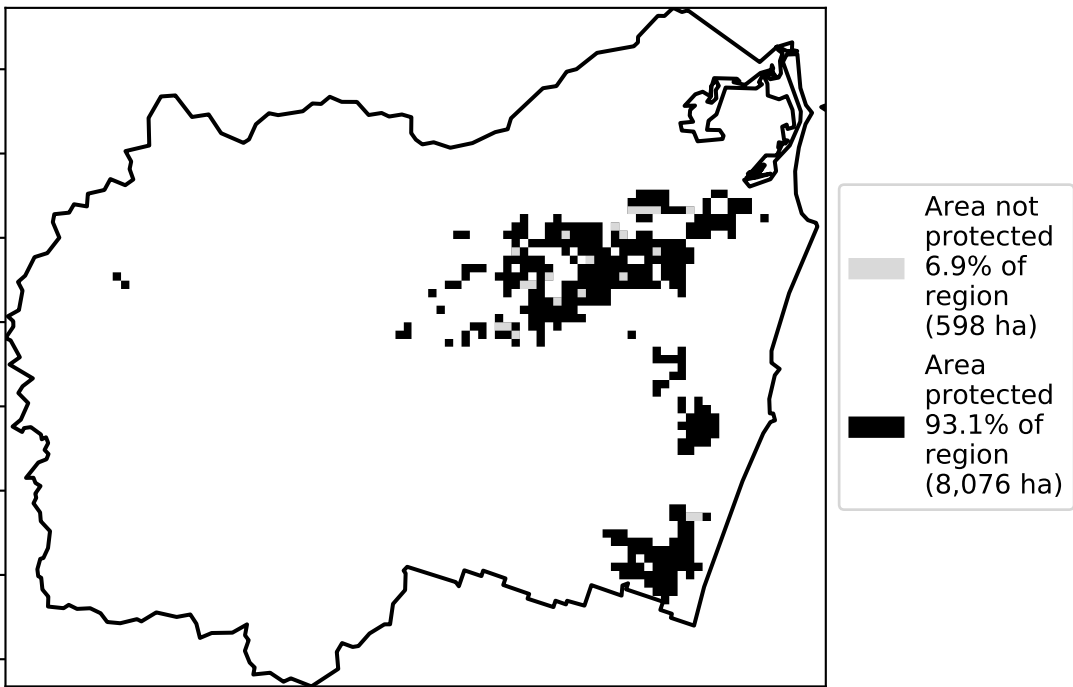 Area not
protected
6.9% of
region
(598 ha)
Area
protected
93.1% of
region
(8,076 ha)